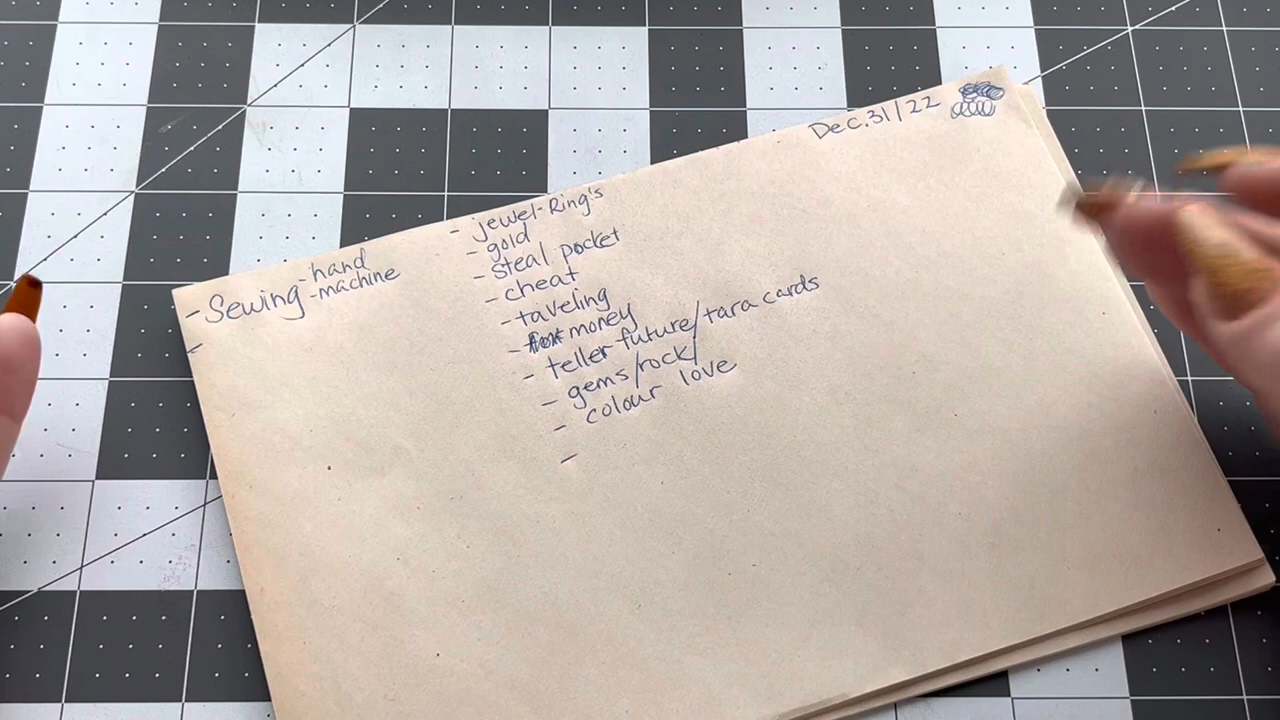 Dec.31/22
- Sewing - hand
- machine
-
- jewel-Ring's
- gold
- steal pocket
- cheat
- taveling
- money
- teller future/tara cards
- gems/rock/
- colour love
-